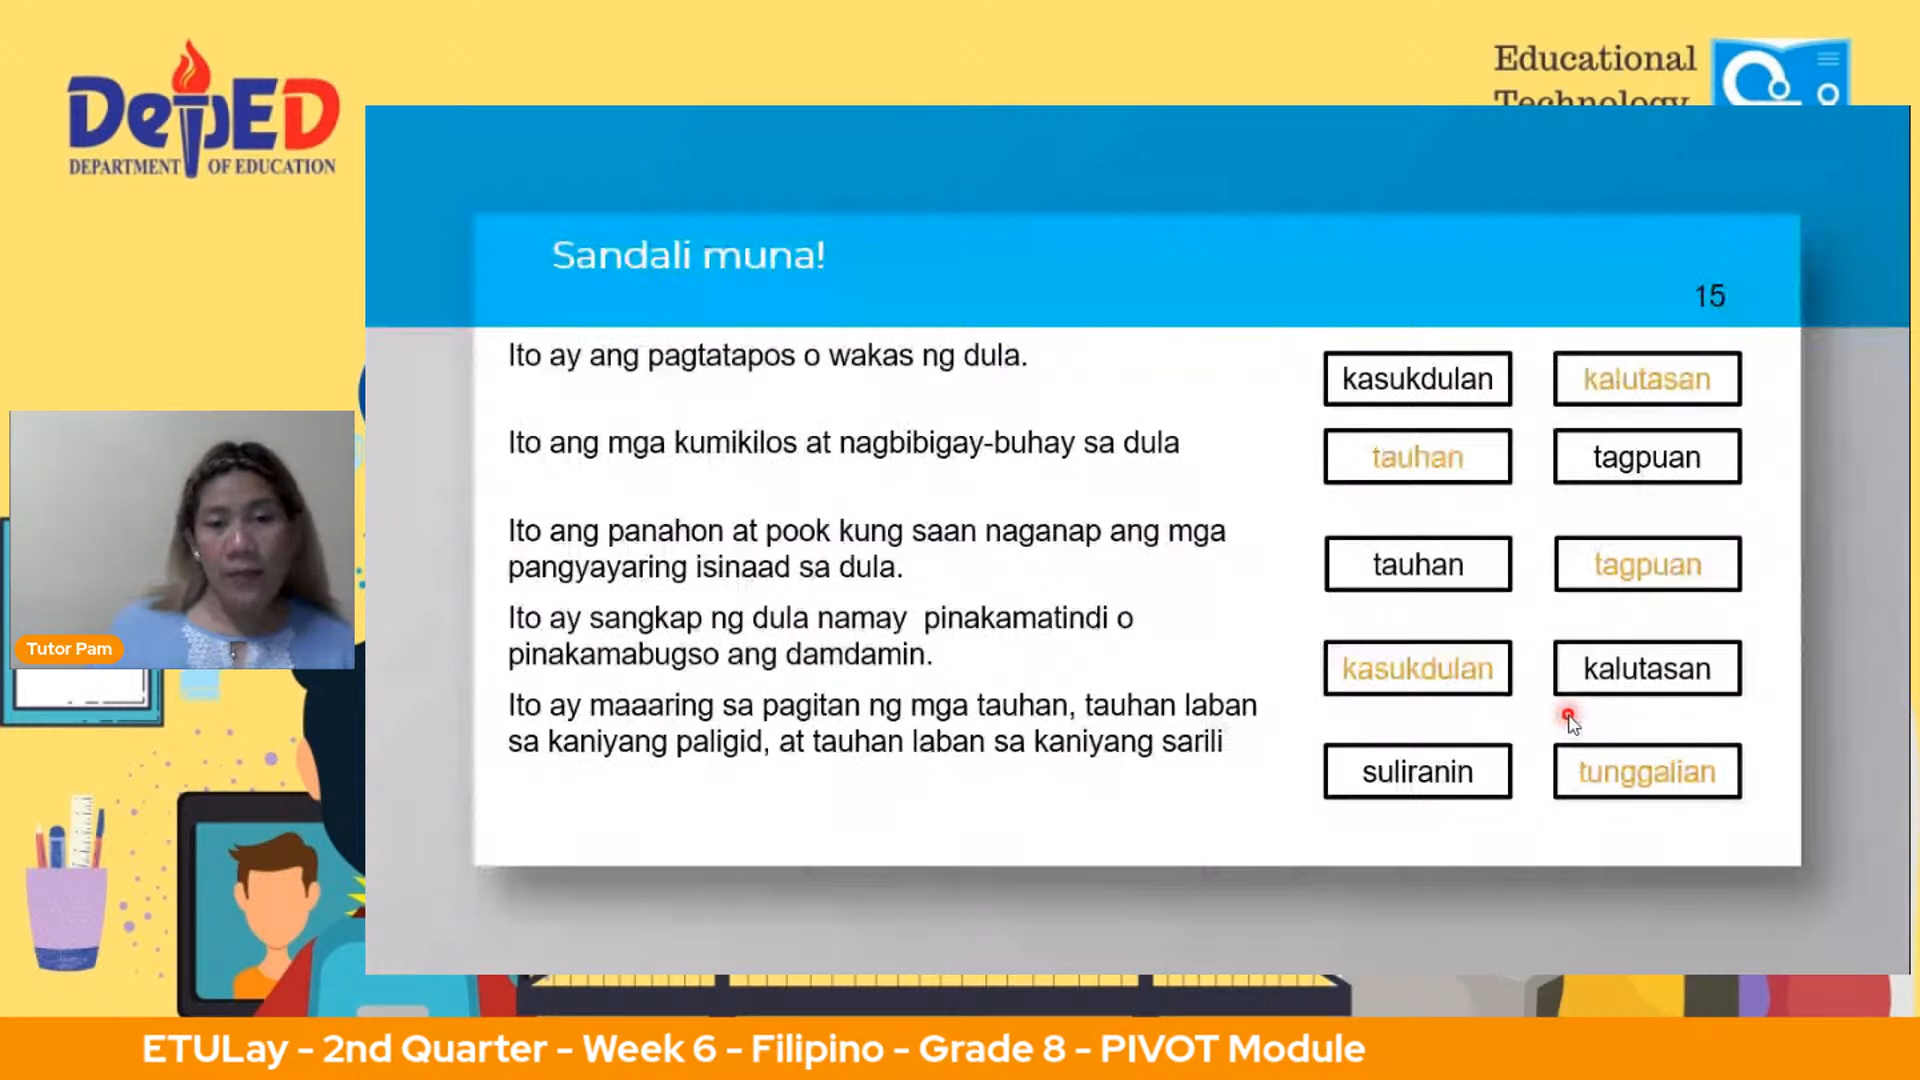 DepED
DEPARTMENT OF EDUCATION
Educational
Technology
Sandali muna!
15
Ito ay ang pagtatapos o wakas ng dula.
kasukdulan
kalutasan
Ito ang mga kumikilos at nagbibigay-buhay sa dula
tauhan
tagpuan
Ito ang panahon at pook kung saan naganap ang mga
pangyayaring isinaad sa dula.
tauhan
tagpuan
Ito ay sangkap ng dula namay pinakamatindi o
pinakamabugso ang damdamin.
kasukdulan
kalutasan
Ito ay maaaring sa pagitan ng mga tauhan, tauhan laban
sa kaniyang paligid, at tauhan laban sa kaniyang sarili
suliranin
tunggalian
Tutor Pam
ETULay - 2nd Quarter - Week 6 - Filipino - Grade 8 - PIVOT Module